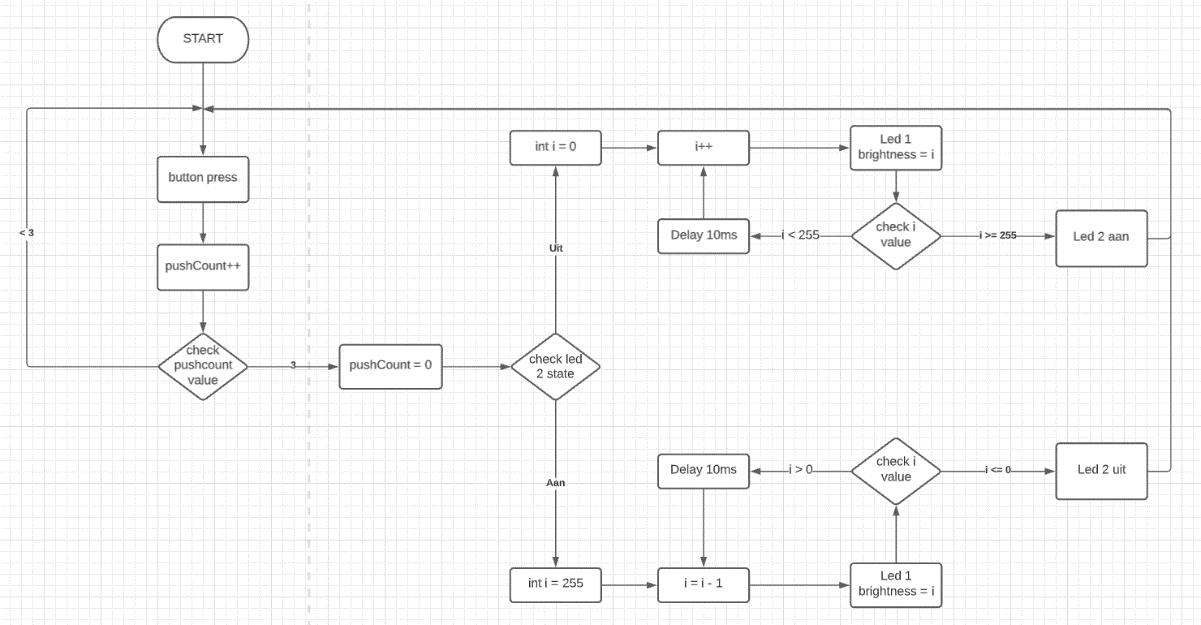 START
button press
< 3
pushCount++
check
pushcount
value
3
pushCount = 0
check led
2 state
Uit
int i = 0
i++
Led 1
brightness = i
check i
value
i < 255
Delay 10ms
i >= 255
Led 2 aan
Aan
int i = 255
i = i - 1
Led 1
brightness = i
check i
value
i > 0
Delay 10ms
i <= 0
Led 2 uit